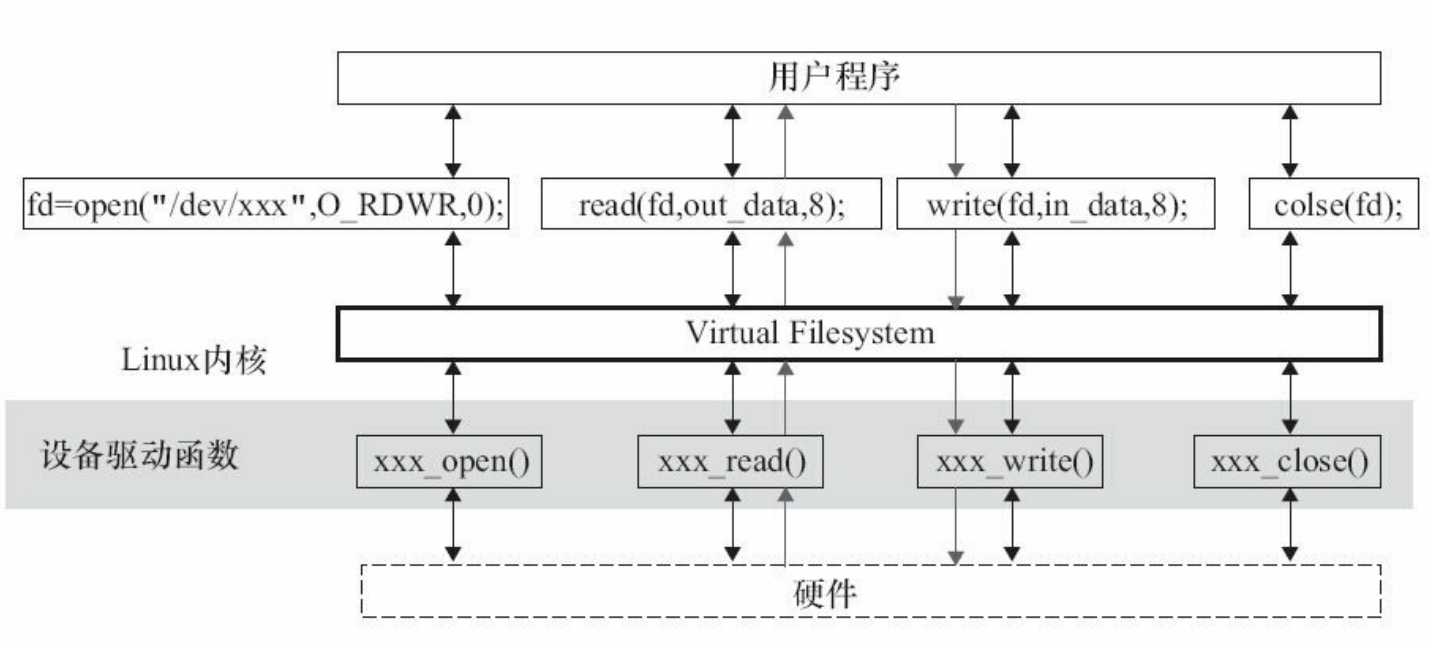 用户程序
fd=open("/dev/xxx",O_RDWR,0);
read(fd,out_data,8);
write(fd,in_data,8);
colse(fd);
Virtual Filesystem
Linux内核
设备驱动函数
xxx_open()
xxx_read()
xxx_write()
xxx_close()
硬件